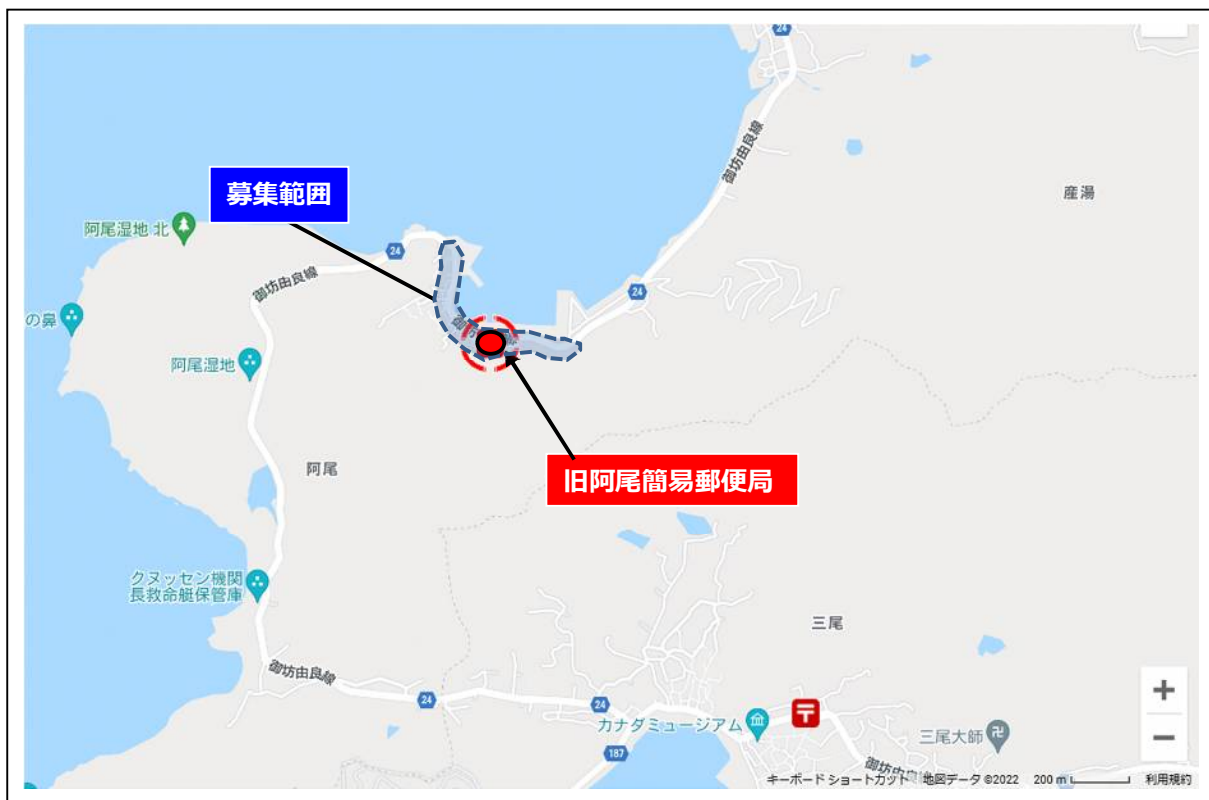 24
御坊由良線
産湯
募集範囲
阿尾湿地 北
24
御坊由良線
24
の鼻
阿尾湿地
阿尾
旧阿尾簡易郵便局
クヌッセン機関
長救命艇保管庫
三尾
御坊由良線
24
24
カナダミュージアム
三尾大師
187
キーボード ショートカット
地図データ ©2022
200 m
利用規約